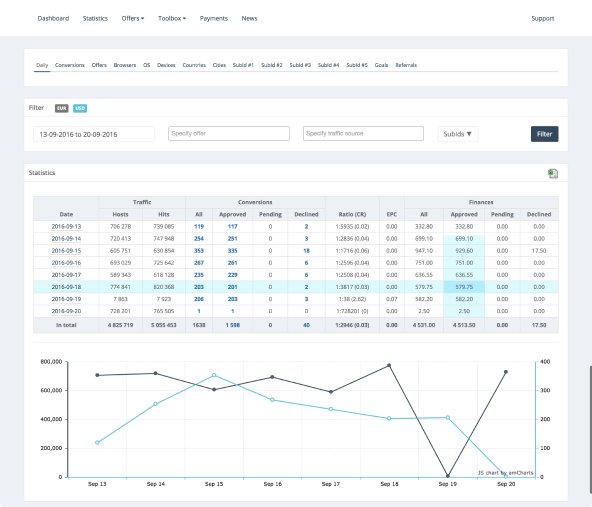 Dashboard Statistics Offers Toolbox Payments News Support
Daily Conversions Offers Browsers OS Devices Countries Cities SubId #1 SubId #2 SubId #3 SubId #4 SubId #5 Goals Referrals
Filter EUR USD
13-09-2016 to 20-09-2016 Specify offer Specify traffic source SubIds ▼ Filter
Statistics
Traffic Conversions Finances
Date Hosts Hits All Approved Pending Declined Ratio (CR) EPC All Approved Pending Declined
2016-09-13 706 278 739 085 119 117 0 2 1:5935 (0.02) 0.00 332.80 332.80 0.00 0.00
2016-09-14 720 413 747 948 254 251 0 3 1:2836 (0.04) 0.00 699.10 699.10 0.00 0.00
2016-09-15 605 751 630 854 353 335 0 18 1:1716 (0.06) 0.00 947.10 929.60 0.00 17.50
2016-09-16 693 029 725 642 267 261 0 6 1:2596 (0.04) 0.00 751.00 751.00 0.00 0.00
2016-09-17 589 343 618 128 235 229 0 6 1:2508 (0.04) 0.00 636.55 636.55 0.00 0.00
2016-09-18 774 841 820 368 203 201 0 2 1:3817 (0.03) 0.00 579.75 579.75 0.00 0.00
2016-09-19 7 863 7 923 206 203 0 3 1:38 (2.62) 0.07 582.20 582.20 0.00 0.00
2016-09-20 728 201 765 505 1 1 0 0 1:728201 (0) 0.00 2.50 2.50 0.00 0.00
In total 4 825 719 5 055 453 1638 1 598 0 40 1:2946 (0.03) 0.00 4 531.00 4 513.50 0.00 17.50
800,000 400
600,000 300
400,000 200
200,000 100
JS chart by amCharts
0 0
Sep 13 Sep 14 Sep 15 Sep 16 Sep 17 Sep 18 Sep 19 Sep 20